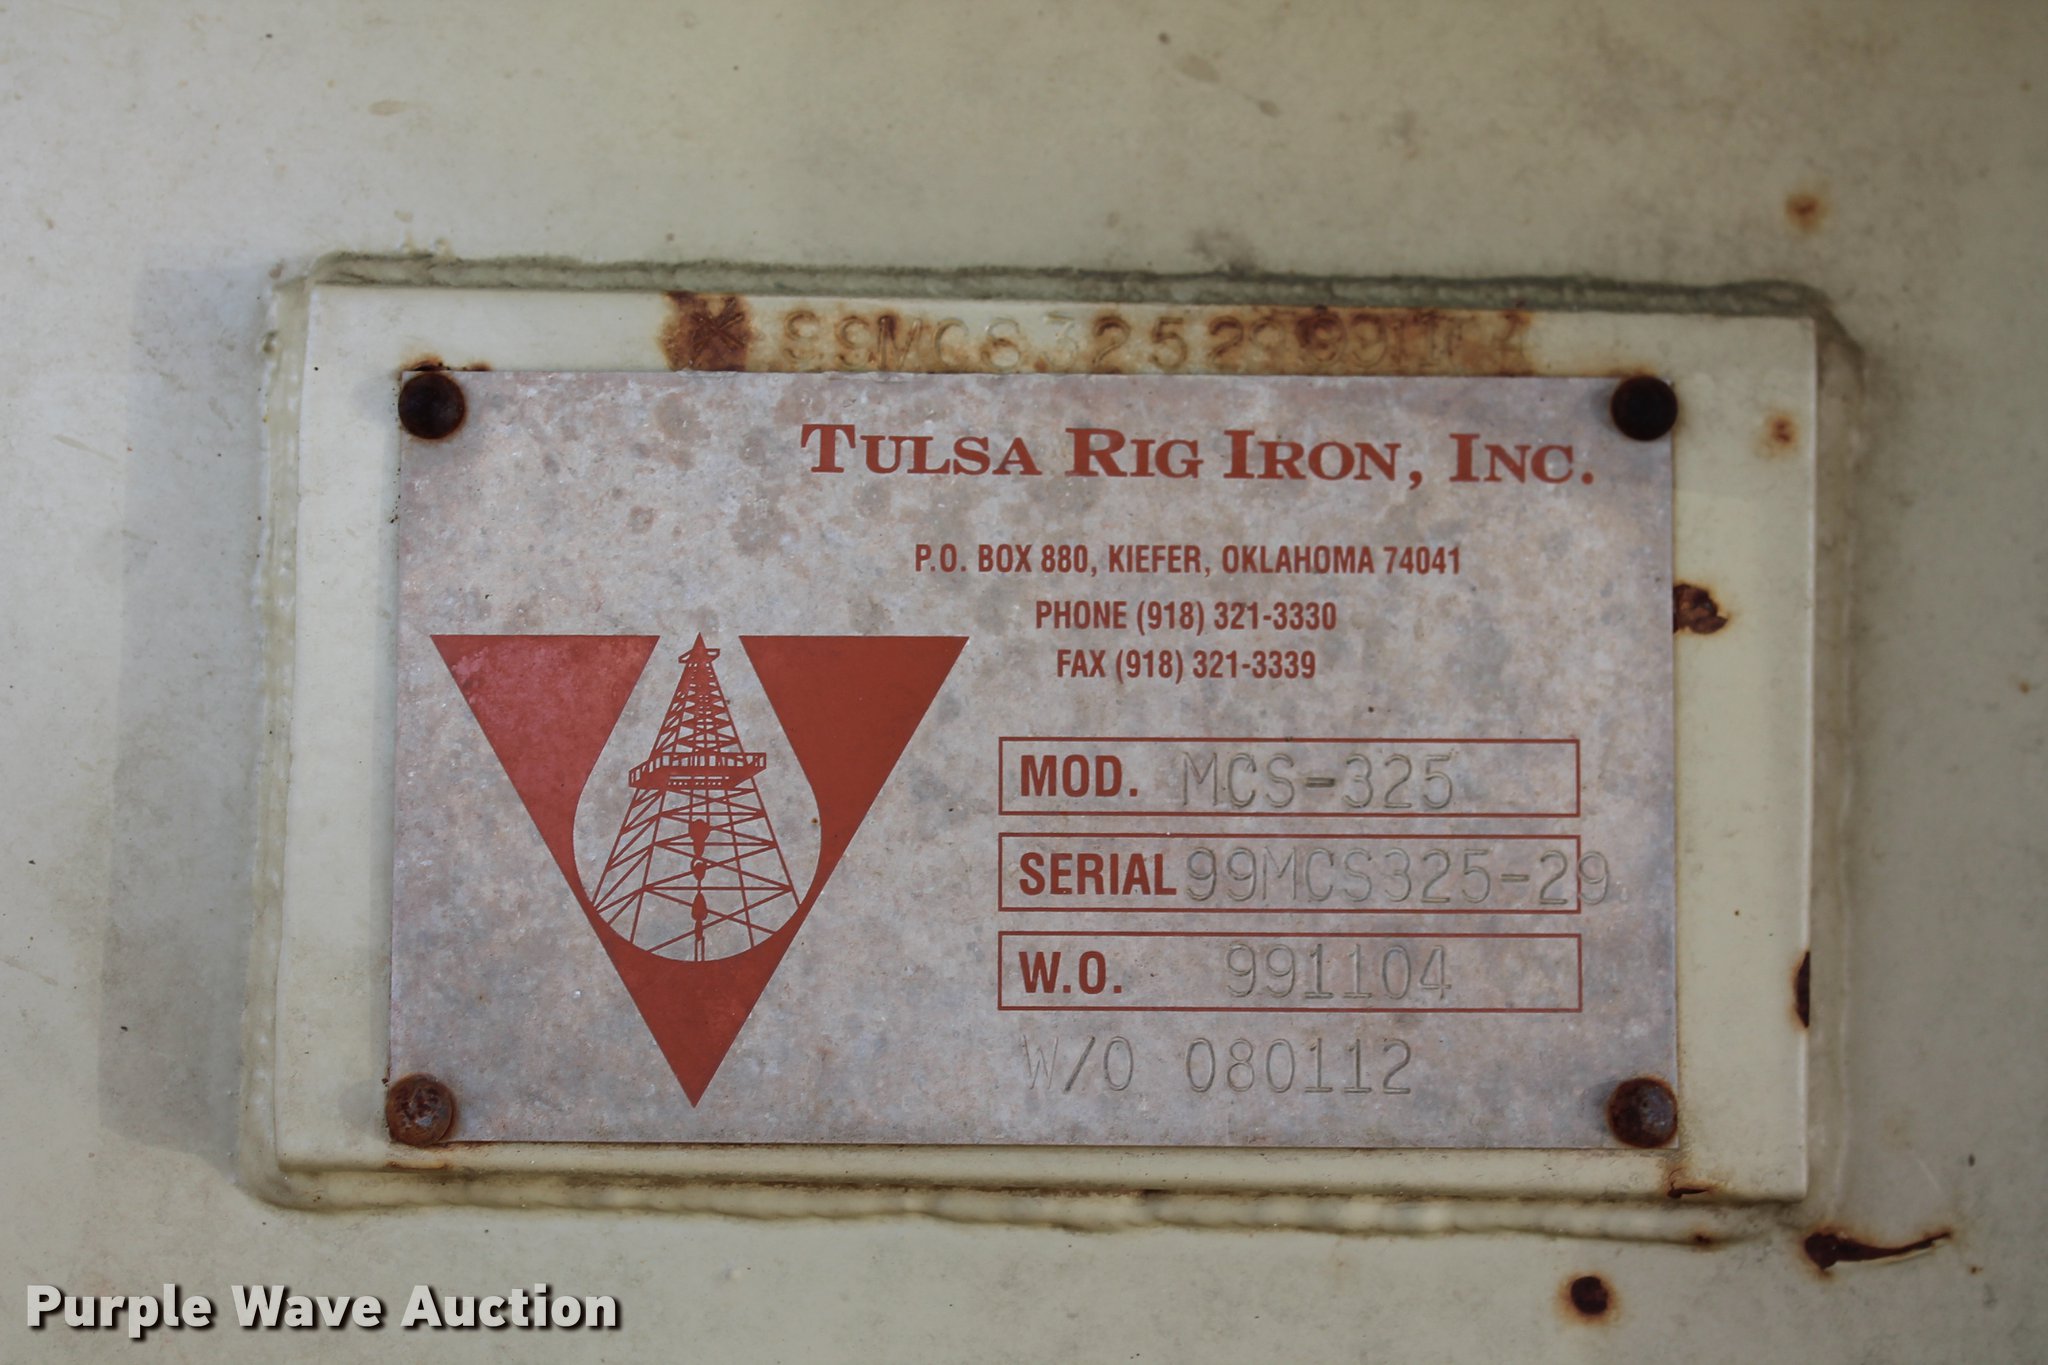 TULSA RIG IRON, INC.
P.O. BOX 880, KIEFER, OKLAHOMA 74041
PHONE (918) 321-3330
FAX (918) 321-3339
MOD. MCS-325
SERIAL 99MCS325-29
W.O. 991104
W/O 080112
Purple Wave Auction